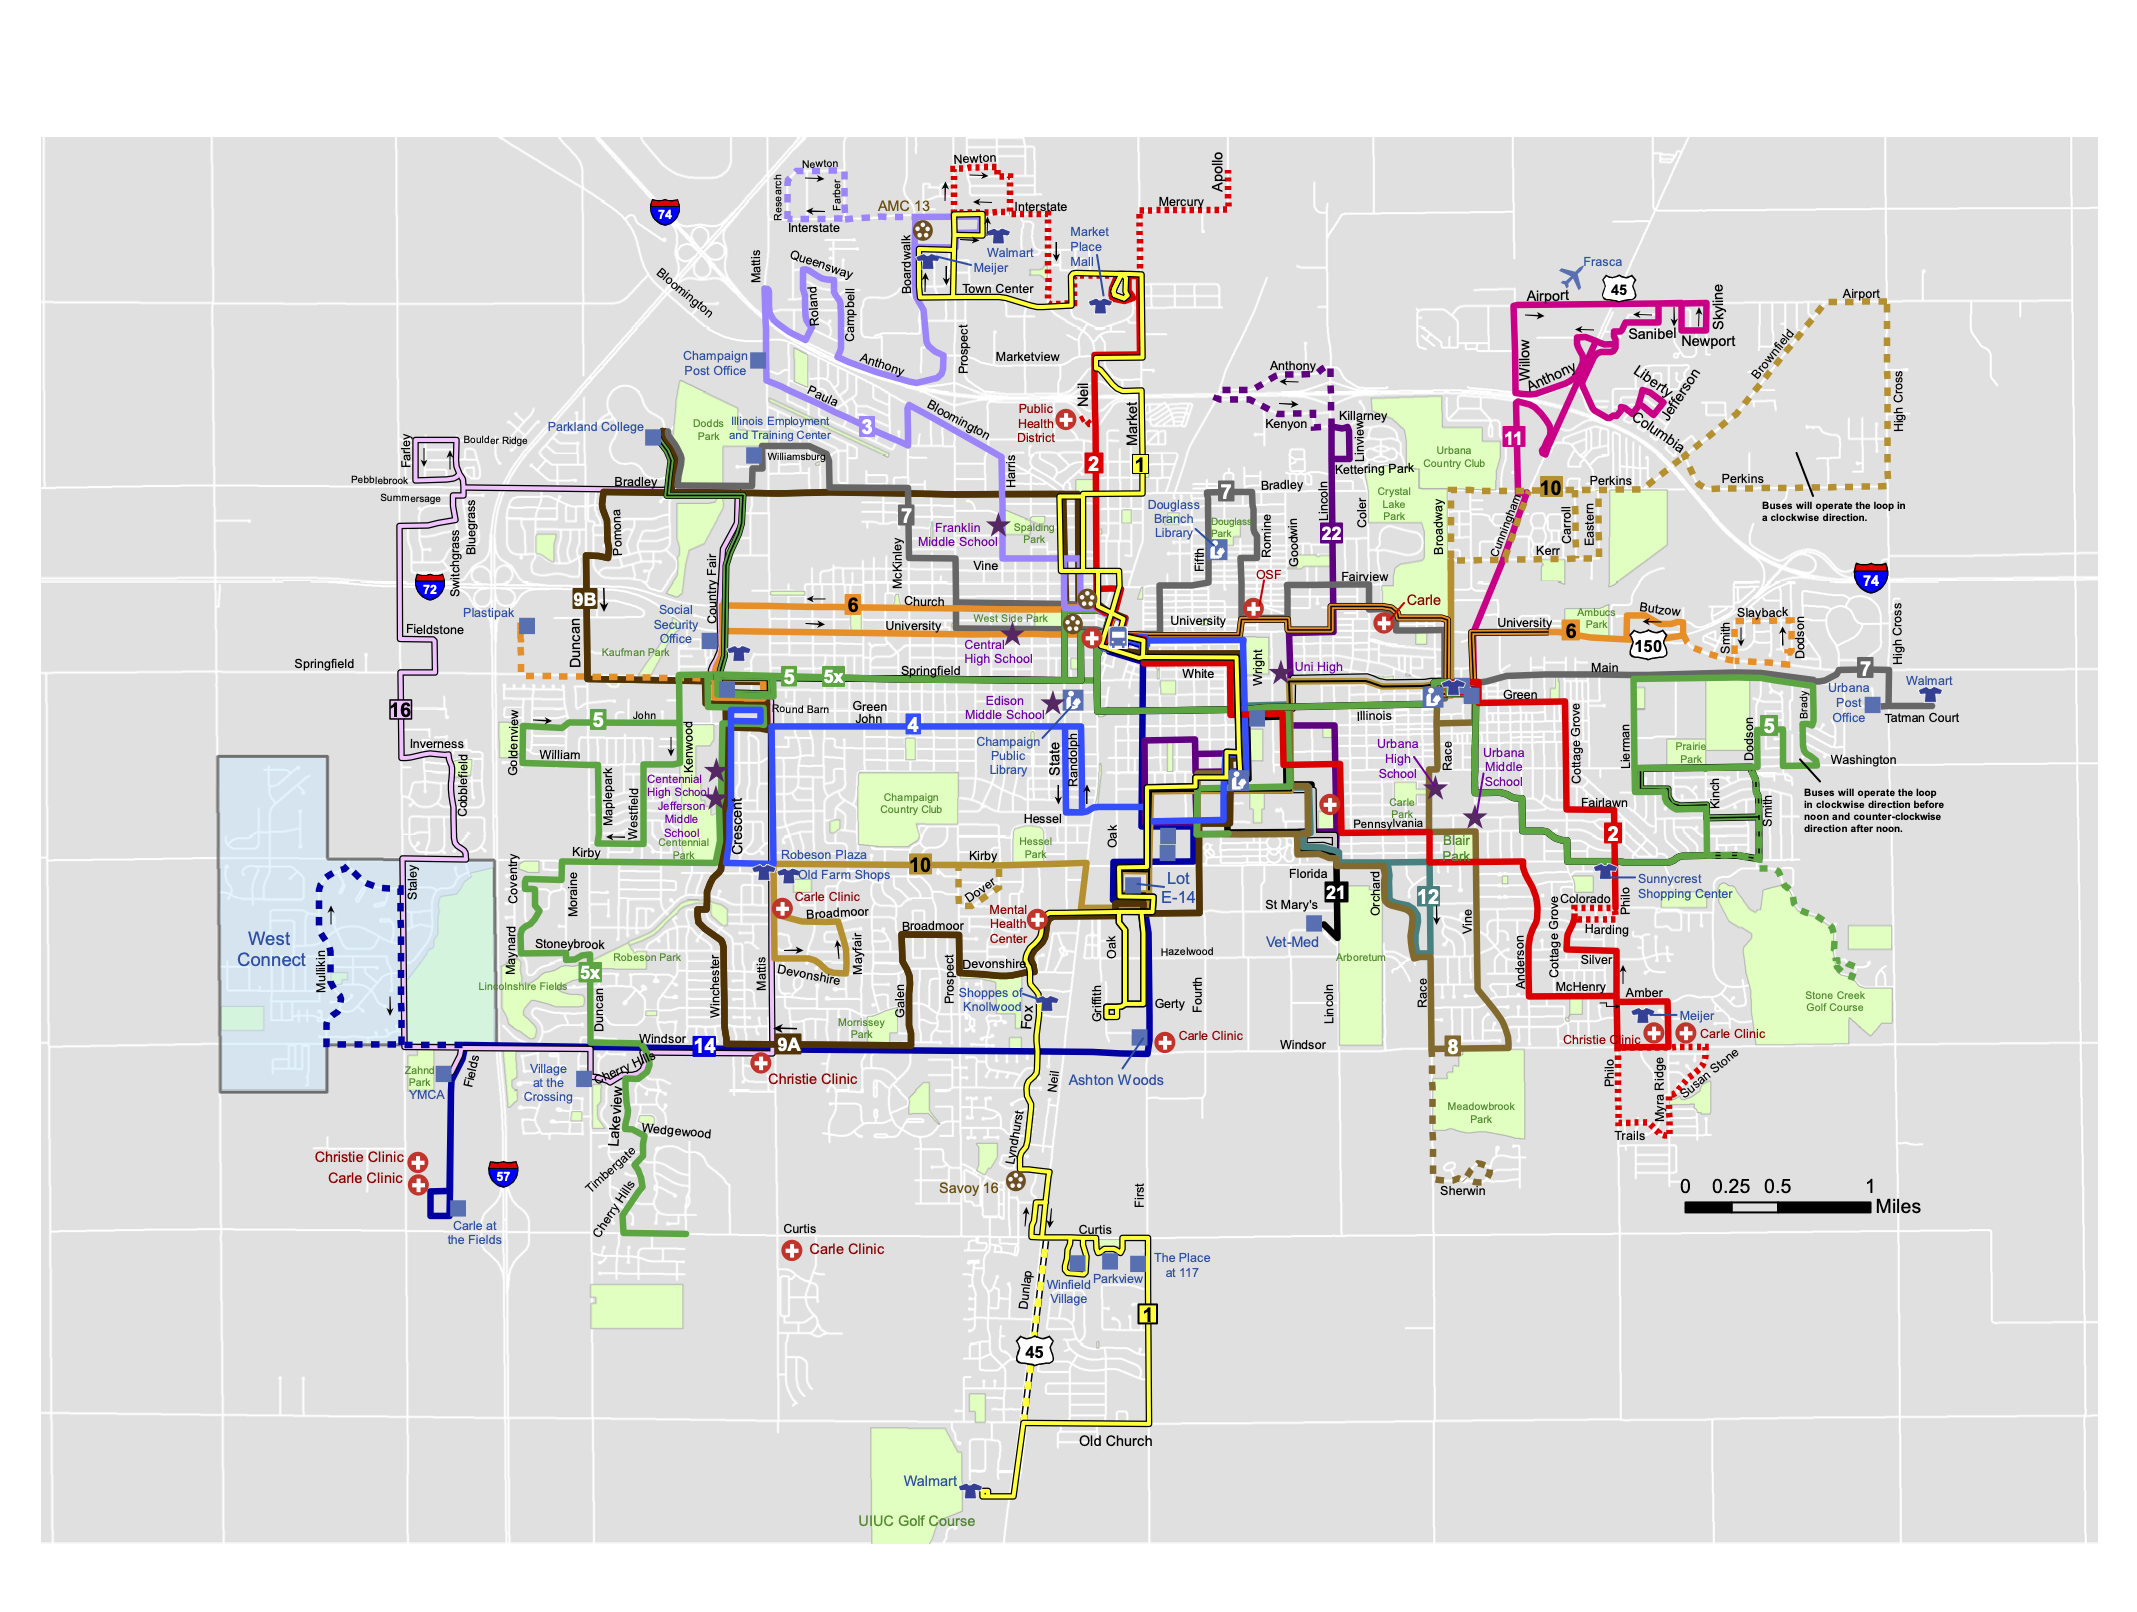 Newton
Newton
Research
Farber
Interstate
Interstate
Apollo
Mercury
74
AMC 13
Walmart
Meijer
Market
Place
Mall
Boardwalk
Town Center
Mattis
Queensway
Roland
Campbell
Bloomington
Anthony
Prospect
Marketview
Frasca
45
Airport
Skyline
Sanibel
Newport
Willow
Anthony
Liberty
Jefferson
Columbia
Airport
Brownfield
High Cross
Champaign
Post Office
Paula
3
Bloomington
Neil
Market
Public
Health
District
Anthony
Kenyon
Killarney
Linview
Kettering Park
Urbana
Country Club
11
Parkland College
Dodds
Park
Illinois Employment
and Training Center
Williamsburg
Farley
Boulder Ridge
Pebblebrook
Summersage
Bradley
Harris
2
1
7
Bradley
Lincoln
Coler
Crystal
Lake
Park
Broadway
10
Perkins
Perkins
Cunningham
Carroll
Eastern
Kerr
Buses will operate the loop in
a clockwise direction.
Switchgrass
Bluegrass
Pomona
7
Franklin
Middle School
Spalding
Park
Douglass
Branch
Library
Douglass
Park
Romine
Goodwin
22
McKinley
Vine
Fifth
OSF
Fairview
Carle
72
9B
Country Fair
Plastipak
Social
Security
Office
6
Church
University
West Side Park
University
University
6
Ambucs
Park
Butzow
150
Slayback
Smith
Dodson
High Cross
74
Fieldstone
Springfield
Duncan
Kaufman Park
Central
High School
Springfield
White
Wright
Uni High
Main
7
5
5x
Round Barn
Green
John
4
Edison
Middle School
Champaign
Public
Library
State
Randolph
Illinois
Green
Cottage Grove
Urbana
Post
Office
Walmart
Tatman Court
Brady
5
Washington
Lierman
Prairie
Park
Dodson
Kinch
Smith
Buses will operate the loop
in clockwise direction before
noon and counter-clockwise
direction after noon.
16
Inverness
Cobblefield
Goldenview
5
John
William
Maplepark
Westfield
Kenwood
Centennial
High School
Jefferson
Middle
School
Centennial
Park
Crescent
Champaign
Country Club
Hessel
Hessel
Park
Oak
Urbana
High
School
Race
Urbana
Middle
School
Carle
Park
Pennsylvania
Blair
Park
Fairlawn
2
Kirby
Robeson Plaza
Old Farm Shops
10
Kirby
Dover
Lot
E-14
Florida
21
12
Orchard
Vine
Sunnycrest
Shopping Center
Philo
Colorado
Harding
Staley
Coventry
Moraine
Carle Clinic
Broadmoor
Mayfair
Devonshire
Broadmoor
Mental
Health
Center
St Mary's
Vet-Med
Arboretum
Lincoln
Race
Anderson
Cottage Grove
Silver
McHenry
Amber
Meijer
Christie Clinic
Carle Clinic
Stone Creek
Golf Course
West
Connect
Mullikin
Maynard
Stoneybrook
Robeson Park
5x
Lincolnshire Fields
Duncan
Winchester
Mattis
Galen
Prospect
Devonshire
Shoppes of
Knollwood
Morrissey
Park
Fox
Oak
Griffith
Gerty
Hazelwood
Fourth
Carle Clinic
Windsor
14
9A
Windsor
8
Christie Clinic
Ashton Woods
Zahnd
Park
YMCA
Fields
Village
at the
Crossing
Cherry Hills
Lakeview
Wedgewood
Timbergate
Cherry Hills
Neil
Lyndhurst
Meadowbrook
Park
Philo
Myra Ridge
Susan Stone
Trails
Sherwin
Christie Clinic
Carle Clinic
57
Carle at
the Fields
Savoy 16
First
Curtis
Carle Clinic
Curtis
Winfield
Village
Parkview
The Place
at 117
Dunlap
1
45
0 0.25 0.5 1
Miles
Old Church
Walmart
UIUC Golf Course